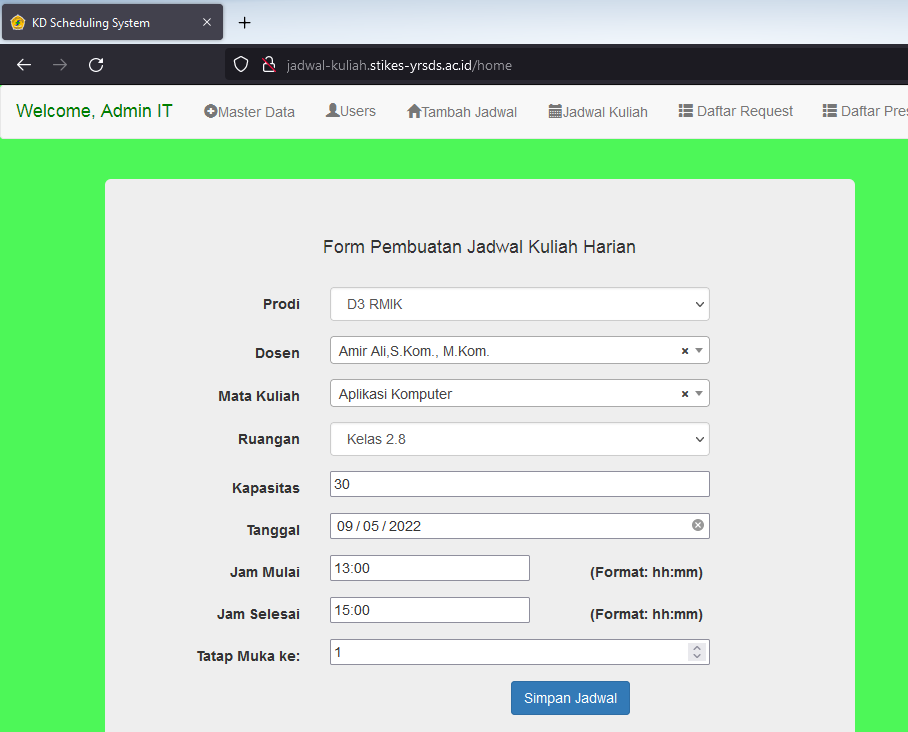 KD Scheduling System
jadwal-kuliah.stikes-yrsds.ac.id/home
Welcome, Admin IT Master Data Users Tambah Jadwal Jadwal Kuliah Daftar Request Daftar Pres
Form Pembuatan Jadwal Kuliah Harian
Prodi D3 RMIK
Dosen Amir Ali,S.Kom., M.Kom.
Mata Kuliah Aplikasi Komputer
Ruangan Kelas 2.8
Kapasitas 30
Tanggal 09 / 05 / 2022
Jam Mulai 13:00 (Format: hh:mm)
Jam Selesai 15:00 (Format: hh:mm)
Tatap Muka ke: 1
Simpan Jadwal